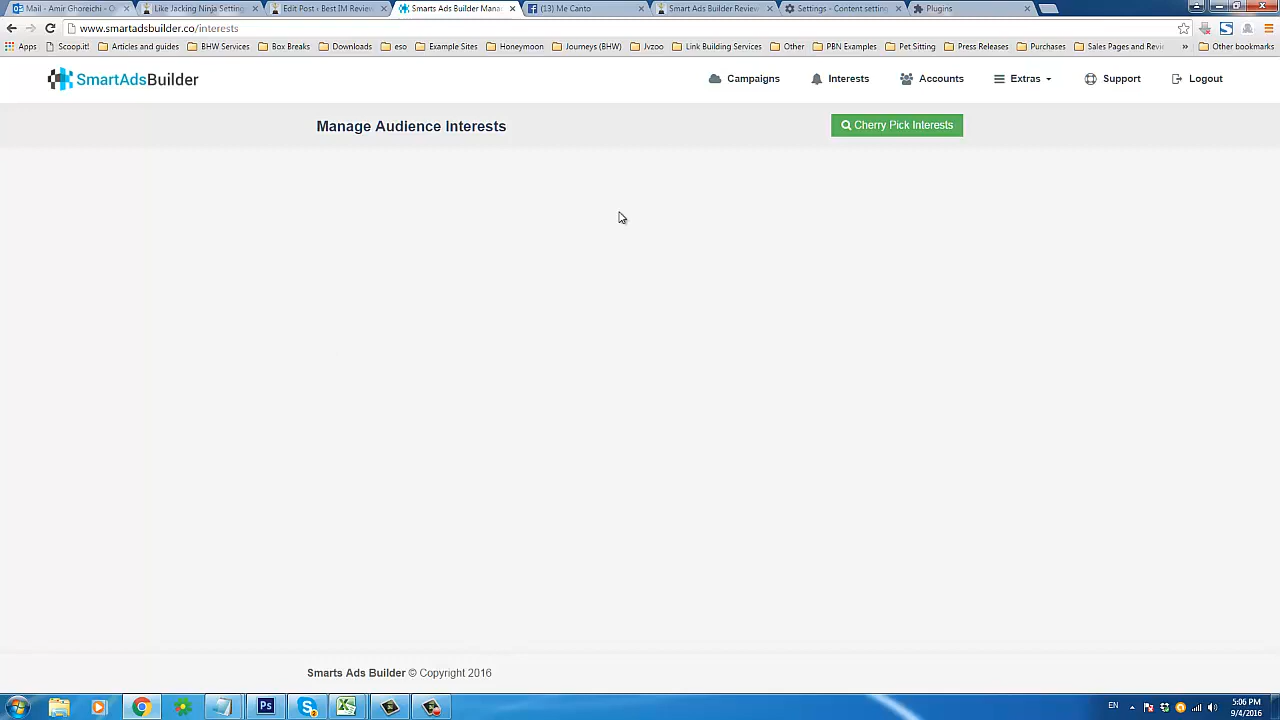 Mail - Amir Ghoreichi - O
Like Jacking Ninja Setting
Edit Post ‹ Best IM Review
Smarts Ads Builder Mana
(13) Me Canto
Smart Ads Builder Review
Settings - Content setting
Plugins
www.smartadsbuilder.co/interests
Apps
Scoop.it!
Articles and guides
BHW Services
Box Breaks
Downloads
eso
Example Sites
Honeymoon
Journeys (BHW)
Jvzoo
Link Building Services
Other
PBN Examples
Pet Sitting
Press Releases
Purchases
Sales Pages and Revi
»
Other bookmarks
SmartAdsBuilder
Campaigns
Interests
Accounts
Extras
Support
Logout
Manage Audience Interests
Cherry Pick Interests
Smarts Ads Builder © Copyright 2016
EN
5:06 PM
9/4/2016